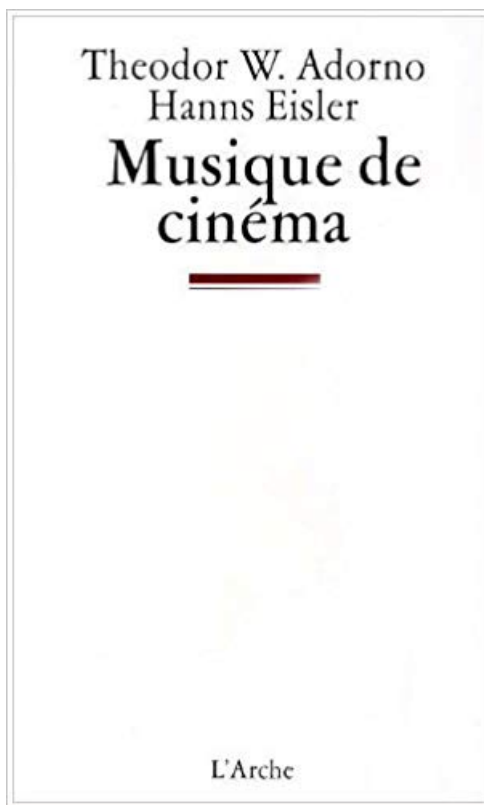 Theodor W. Adorno
Hanns Eisler
Musique de
cinéma
L'Arche